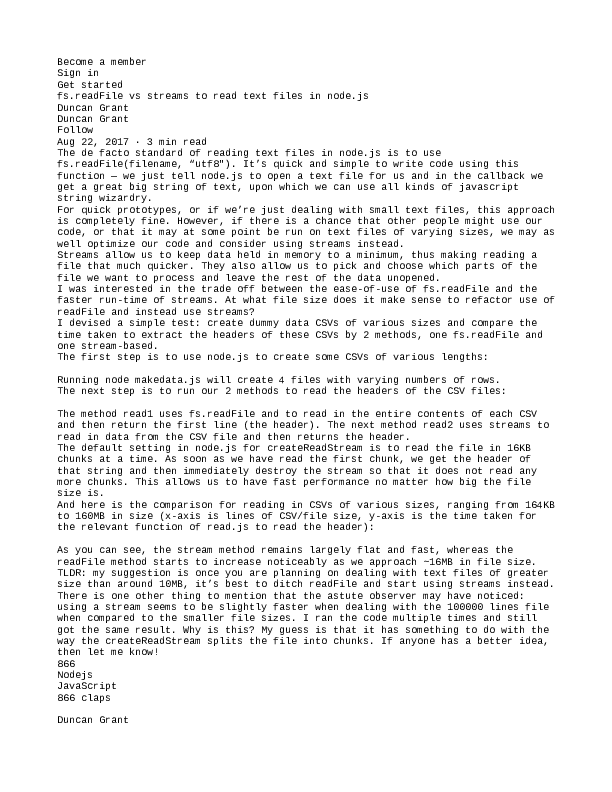 Become a member
Sign in
Get started
fs.readFile vs streams to read text files in node.js
Duncan Grant
Duncan Grant
Follow
Aug 22, 2017 · 3 min read
The de facto standard of reading text files in node.js is to use
fs.readFile(filename, “utf8"). It’s quick and simple to write code using this
function — we just tell node.js to open a text file for us and in the callback we
get a great big string of text, upon which we can use all kinds of javascript
string wizardry.
For quick prototypes, or if we’re just dealing with small text files, this approach
is completely fine. However, if there is a chance that other people might use our
code, or that it may at some point be run on text files of varying sizes, we may as
well optimize our code and consider using streams instead.
Streams allow us to keep data held in memory to a minimum, thus making reading a
file that much quicker. They also allow us to pick and choose which parts of the
file we want to process and leave the rest of the data unopened.
I was interested in the trade off between the ease-of-use of fs.readFile and the
faster run-time of streams. At what file size does it make sense to refactor use of
readFile and instead use streams?
I devised a simple test: create dummy data CSVs of various sizes and compare the
time taken to extract the headers of these CSVs by 2 methods, one fs.readFile and
one stream-based.
The first step is to use node.js to create some CSVs of various lengths:
Running node makedata.js will create 4 files with varying numbers of rows.
The next step is to run our 2 methods to read the headers of the CSV files:
The method read1 uses fs.readFile and to read in the entire contents of each CSV
and then return the first line (the header). The next method read2 uses streams to
read in data from the CSV file and then returns the header.
The default setting in node.js for createReadStream is to read the file in 16KB
chunks at a time. As soon as we have read the first chunk, we get the header of
that string and then immediately destroy the stream so that it does not read any
more chunks. This allows us to have fast performance no matter how big the file
size is.
And here is the comparison for reading in CSVs of various sizes, ranging from 164KB
to 160MB in size (x-axis is lines of CSV/file size, y-axis is the time taken for
the relevant function of read.js to read the header):
As you can see, the stream method remains largely flat and fast, whereas the
readFile method starts to increase noticeably as we approach ~16MB in file size.
TLDR: my suggestion is once you are planning on dealing with text files of greater
size than around 10MB, it’s best to ditch readFile and start using streams instead.
There is one other thing to mention that the astute observer may have noticed:
using a stream seems to be slightly faster when dealing with the 100000 lines file
when compared to the smaller file sizes. I ran the code multiple times and still
got the same result. Why is this? My guess is that it has something to do with the
way the createReadStream splits the file into chunks. If anyone has a better idea,
then let me know!
866
Nodejs
JavaScript
866 claps
Duncan Grant